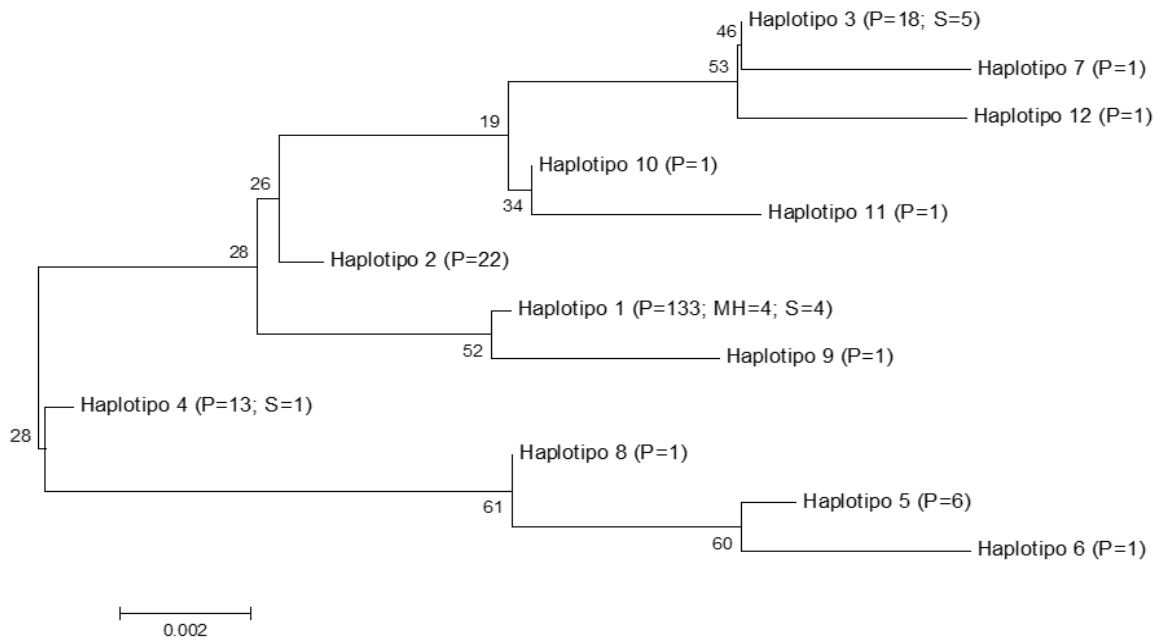 Haplotipo 3 (P=18; S=5)
46
53
Haplotipo 7 (P=1)
Haplotipo 12 (P=1)
19
Haplotipo 10 (P=1)
26
34
Haplotipo 11 (P=1)
28
Haplotipo 2 (P=22)
Haplotipo 1 (P=133; MH=4; S=4)
52
Haplotipo 9 (P=1)
Haplotipo 4 (P=13; S=1)
28
Haplotipo 8 (P=1)
61
Haplotipo 5 (P=6)
60
Haplotipo 6 (P=1)
0.002